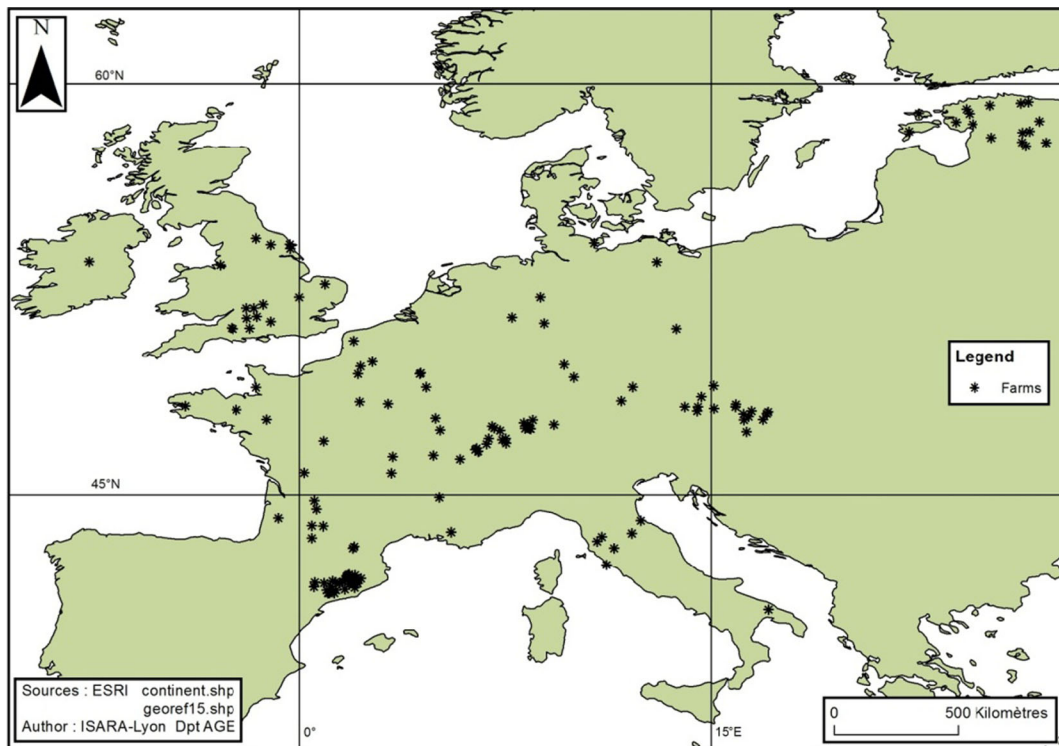 N
60°N
Legend
Farms
45°N
Sources : ESRI continent.shp
georef15.shp
Author : ISARA-Lyon Dpt AGE
0°
15°E
0 500 Kilomètres